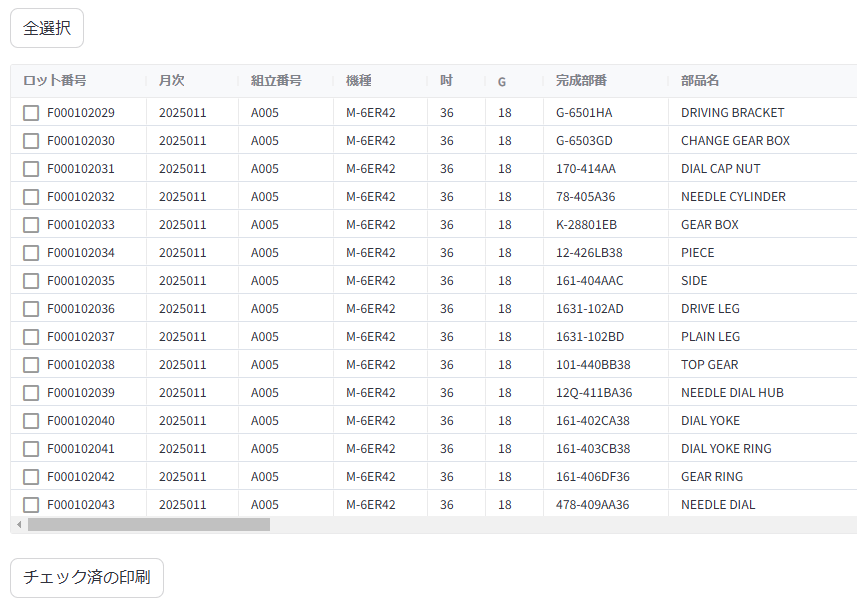 全選択
ロット番号 月次 組立番号 機種 吋 G 完成部番 部品名
F000102029 2025011 A005 M-6ER42 36 18 G-6501HA DRIVING BRACKET
F000102030 2025011 A005 M-6ER42 36 18 G-6503GD CHANGE GEAR BOX
F000102031 2025011 A005 M-6ER42 36 18 170-414AA DIAL CAP NUT
F000102032 2025011 A005 M-6ER42 36 18 78-405A36 NEEDLE CYLINDER
F000102033 2025011 A005 M-6ER42 36 18 K-28801EB GEAR BOX
F000102034 2025011 A005 M-6ER42 36 18 12-426LB38 PIECE
F000102035 2025011 A005 M-6ER42 36 18 161-404AAC SIDE
F000102036 2025011 A005 M-6ER42 36 18 1631-102AD DRIVE LEG
F000102037 2025011 A005 M-6ER42 36 18 1631-102BD PLAIN LEG
F000102038 2025011 A005 M-6ER42 36 18 101-440BB38 TOP GEAR
F000102039 2025011 A005 M-6ER42 36 18 12Q-411BA36 NEEDLE DIAL HUB
F000102040 2025011 A005 M-6ER42 36 18 161-402CA38 DIAL YOKE
F000102041 2025011 A005 M-6ER42 36 18 161-403CB38 DIAL YOKE RING
F000102042 2025011 A005 M-6ER42 36 18 161-406DF36 GEAR RING
F000102043 2025011 A005 M-6ER42 36 18 478-409AA36 NEEDLE DIAL
チェック済の印刷